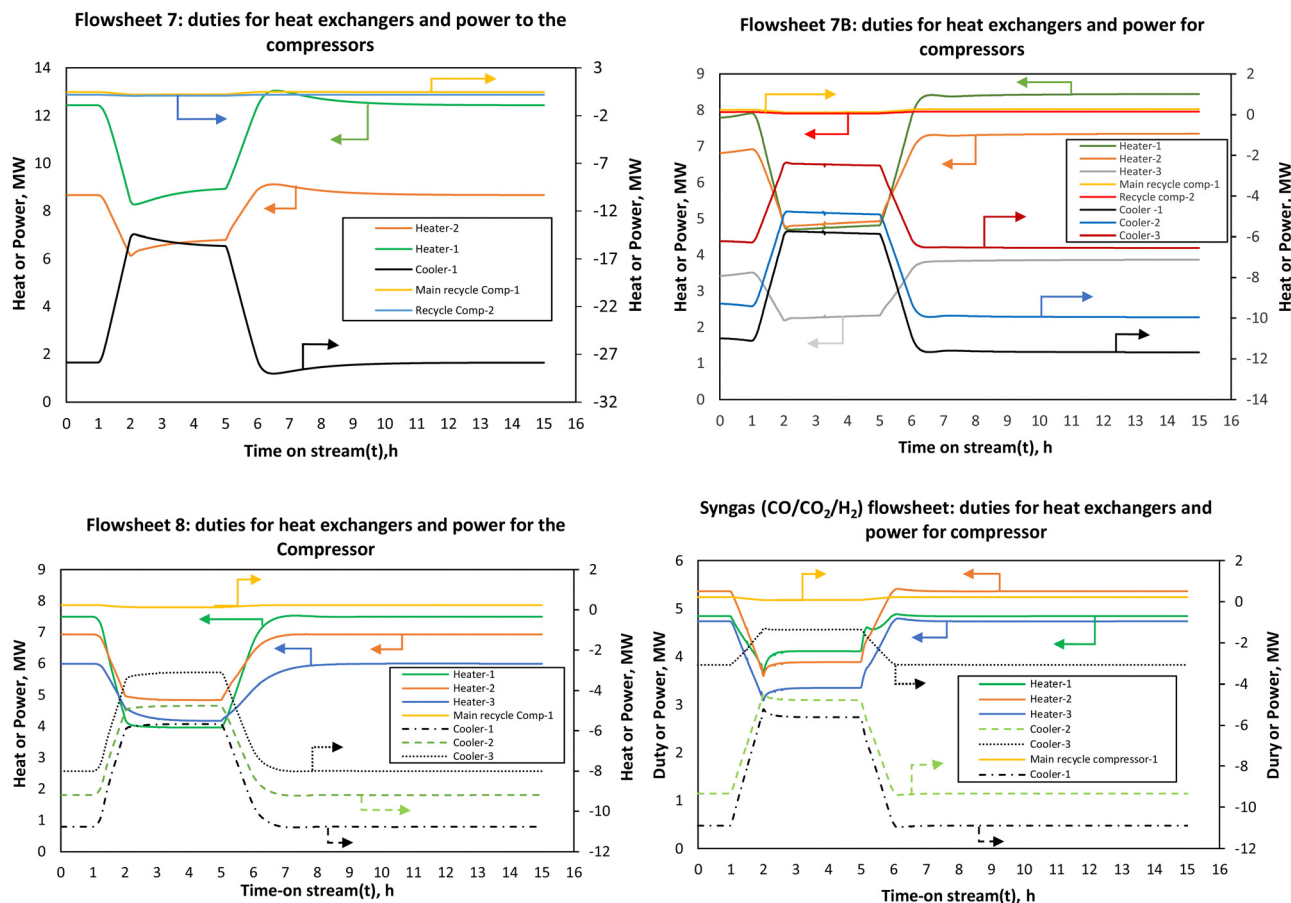 Flowsheet 7: duties for heat exchangers and power to the
compressors
14
12
10
8
6
4
2
0
3
-2
-7
-12
-17
-22
-27
-32
Heat or Power, MW
Heat or Power, MW
Heater-2
Heater-1
Cooler-1
Main recycle Comp-1
Recycle Comp-2
0 1 2 3 4 5 6 7 8 9 10 11 12 13 14 15 16
Time on stream(t),h
Flowsheet 7B: duties for heat exchangers and power for
compressors
9
8
7
6
5
4
3
2
1
0
2
0
-2
-4
-6
-8
-10
-12
-14
Heat or Power, MW
Heat or Power, MW
Heater-1
Heater-2
Heater-3
Main recycle comp-1
Recycle comp-2
Cooler -1
Cooler-2
Cooler-3
0 1 2 3 4 5 6 7 8 9 10 11 12 13 14 15 16
Time on stream(t), h
Flowsheet 8: duties for heat exchangers and power for the
Compressor
9
8
7
6
5
4
3
2
1
0
2
0
-2
-4
-6
-8
-10
-12
Heat or Power, MW
Heat or Power, MW
Heater-1
Heater-2
Heater-3
Main recycle Comp-1
Cooler-1
Cooler-2
Cooler-3
0 1 2 3 4 5 6 7 8 9 10 11 12 13 14 15 16
Time-on stream(t), h
Syngas (CO/CO₂/H₂) flowsheet: duties for heat exchangers and
power for compressor
6
5
4
3
2
1
0
2
0
-2
-4
-6
-8
-10
-12
Duty or Power, MW
Dury or Power, MW
Heater-1
Heater-2
Heater-3
Cooler-2
Cooler-3
Main recycle compressor-1
Cooler-1
0 1 2 3 4 5 6 7 8 9 10 11 12 13 14 15 16
Time-on stream(t), h